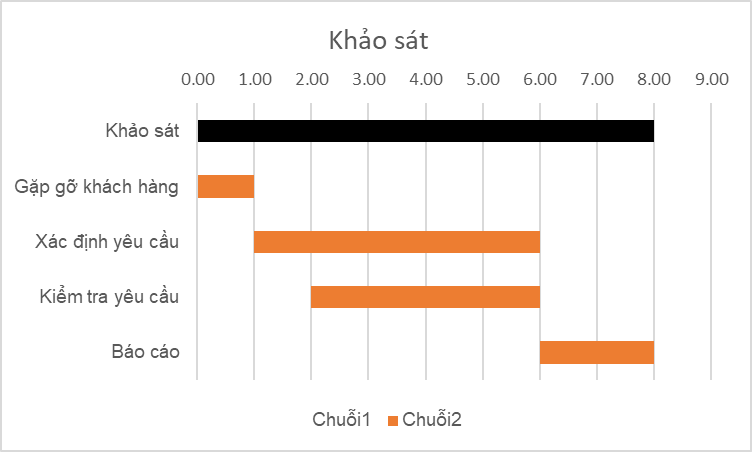 Khảo sát
0.00 1.00 2.00 3.00 4.00 5.00 6.00 7.00 8.00 9.00
Khảo sát
Gặp gỡ khách hàng
Xác định yêu cầu
Kiểm tra yêu cầu
Báo cáo
Chuỗi1 Chuỗi2